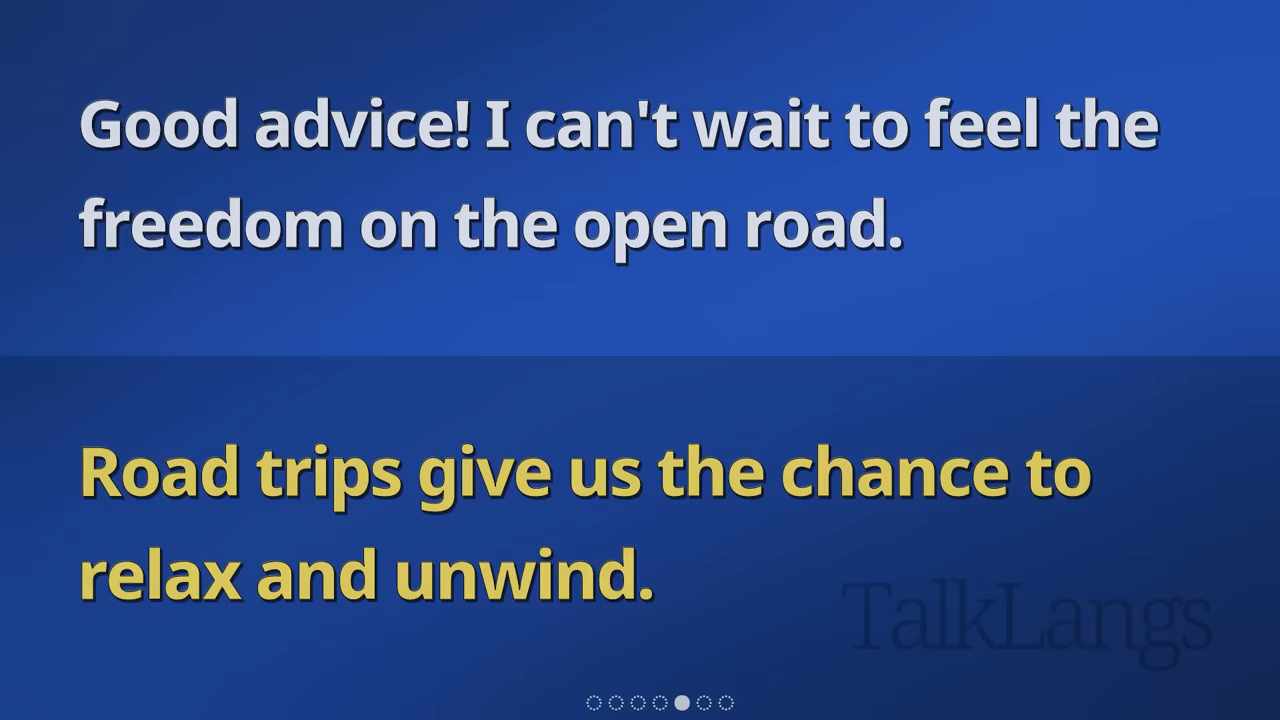 Good advice! I can't wait to feel the
freedom on the open road.
Road trips give us the chance to
relax and unwind.
TalkLangs